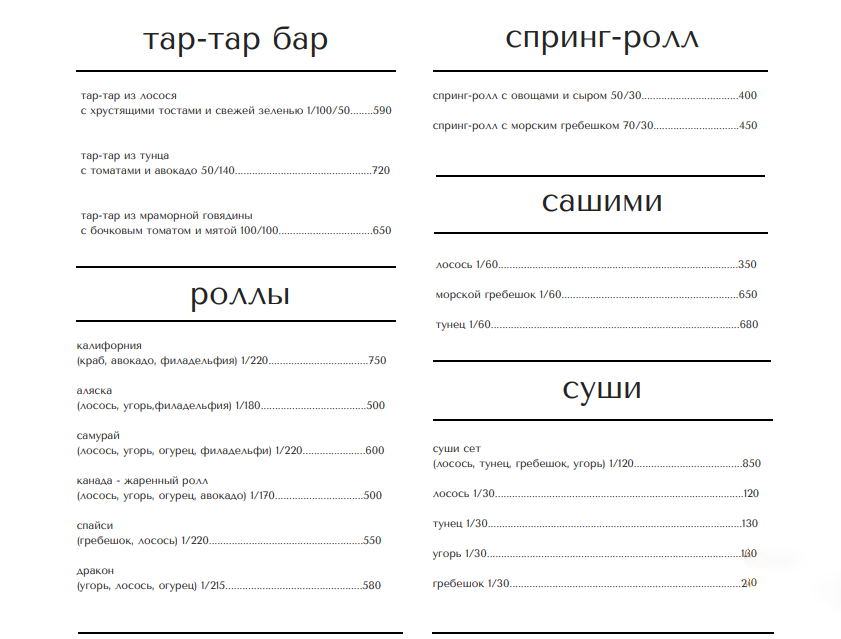 тар-тар бар
тар-тар из лосося
с хрустящими тостами и свежей зеленью 1/100/50........590
тар-тар из тунца
с томатами и авокадо 50/140................................................720
тар-тар из мраморной говядины
с бочковым томатом и мятой 100/100.................................650
роллы
калифорния
(краб, авокадо, филадельфия) 1/220...................................750
аляска
(лосось, угорь,филадельфия) 1/180.....................................500
самурай
(лосось, угорь, огурец, филадельфи) 1/220......................600
канада - жаренный ролл
(лосось, угорь, огурец, авокадо) 1/170...............................500
спайси
(гребешок, лосось) 1/220......................................................550
дракон
(угорь, лосось, огурец) 1/215................................................580
спринг-ролл
спринг-ролл с овощами и сыром 50/30..................................400
спринг-ролл с морским гребешком 70/30..............................450
сашими
лосось 1/60....................................................................................350
морской гребешок 1/60..............................................................650
тунец 1/60.......................................................................................680
суши
суши сет
(лосось, тунец, гребешок, угорь) 1/120......................................850
лосось 1/30.......................................................................................120
тунец 1/30.........................................................................................130
угорь 1/30.........................................................................................
гребешок 1/30.................................................................................